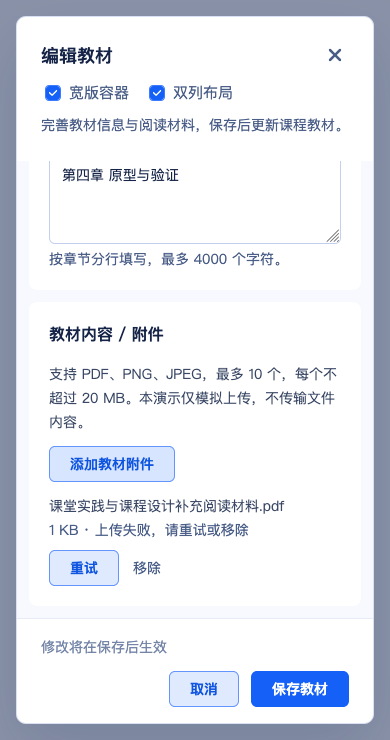 编辑教材
宽版容器 双列布局
完善教材信息与阅读材料，保存后更新课程教材。
第四章 原型与验证
按章节分行填写，最多 4000 个字符。
教材内容 / 附件
支持 PDF、PNG、JPEG，最多 10 个，每个不
超过 20 MB。本演示仅模拟上传，不传输文件
内容。
添加教材附件
课堂实践与课程设计补充阅读材料.pdf
1 KB · 上传失败，请重试或移除
重试 移除
修改将在保存后生效
取消 保存教材